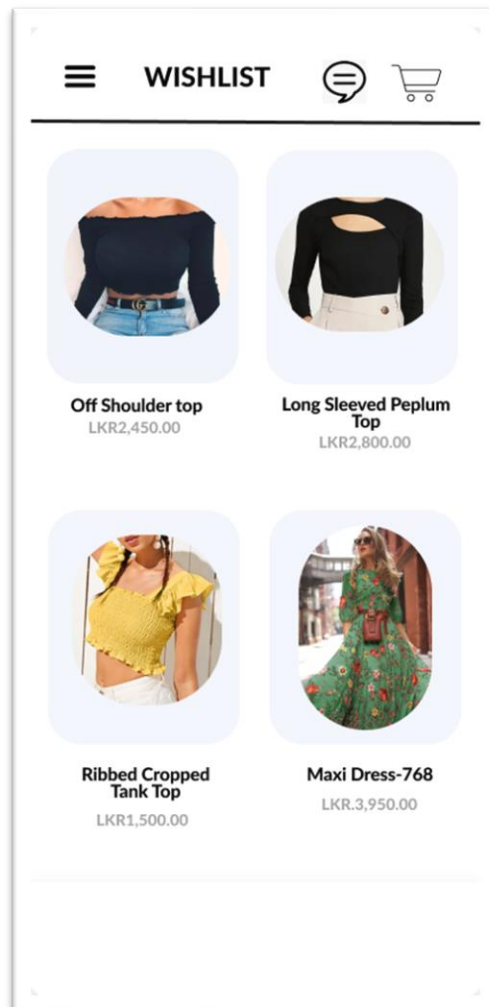 WISHLIST
Off Shoulder top
LKR2,450.00
Long Sleeved Peplum
Top
LKR2,800.00
Ribbed Cropped
Tank Top
LKR1,500.00
Maxi Dress-768
LKR.3,950.00